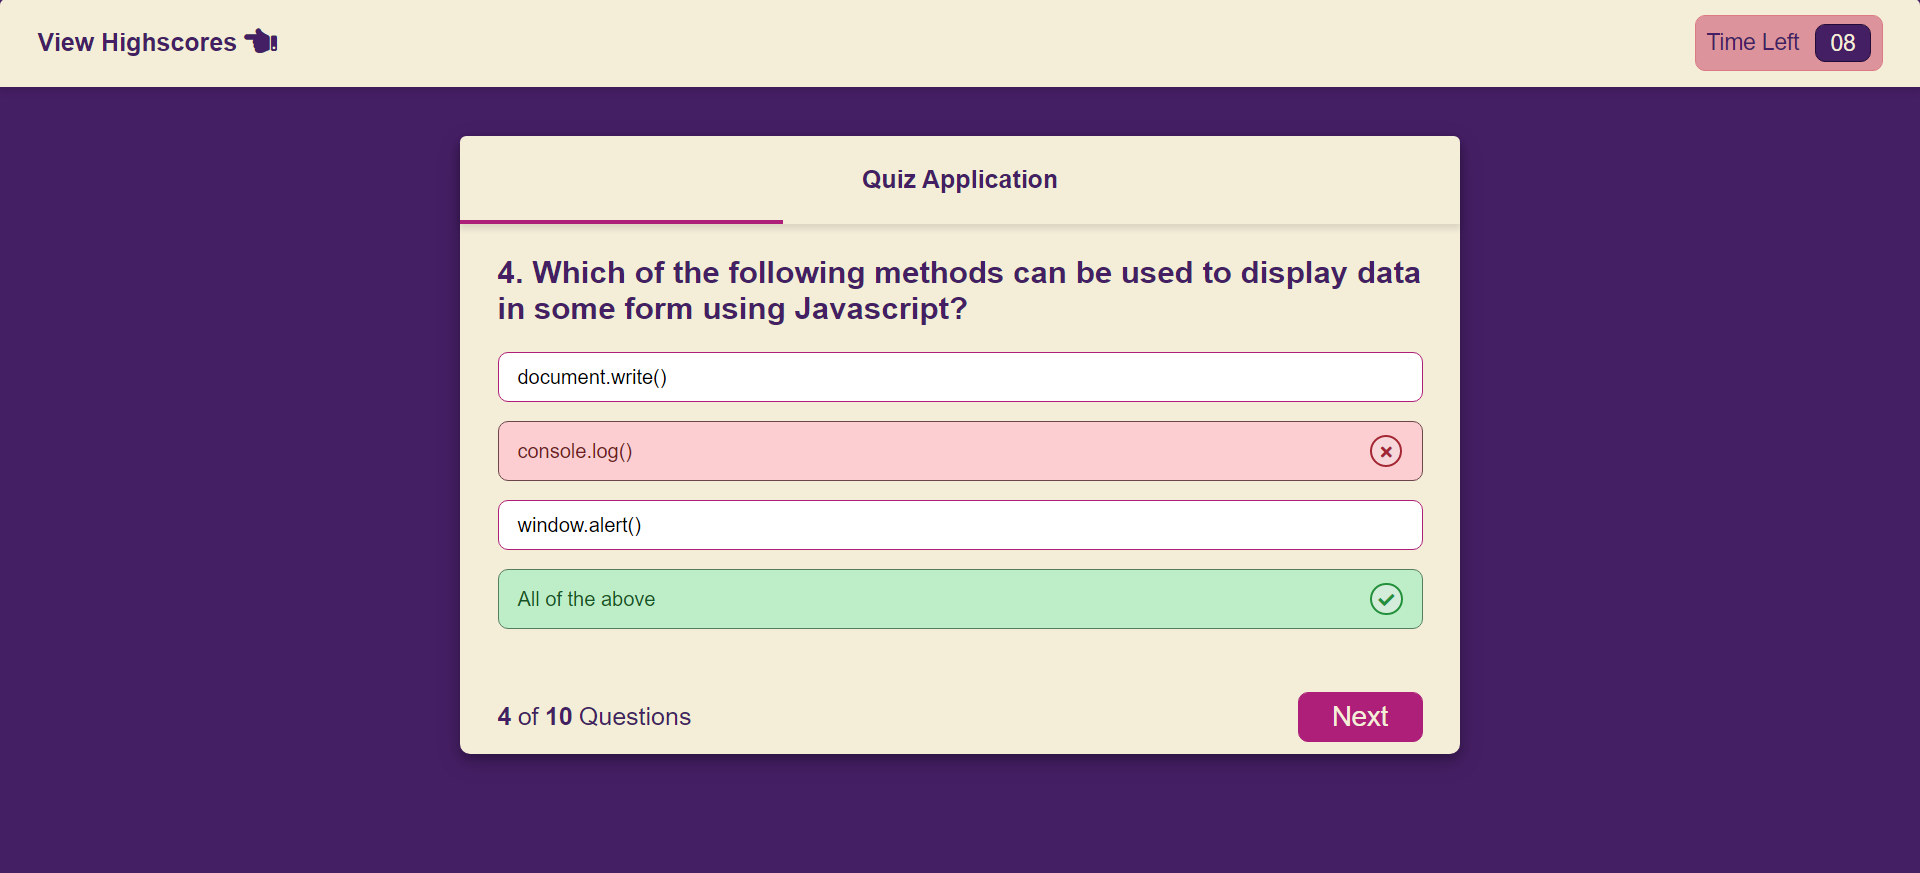 View Highscores
Time Left 08
Quiz Application
4. Which of the following methods can be used to display data
in some form using Javascript?
document.write()
console.log()
window.alert()
All of the above
4 of 10 Questions
Next